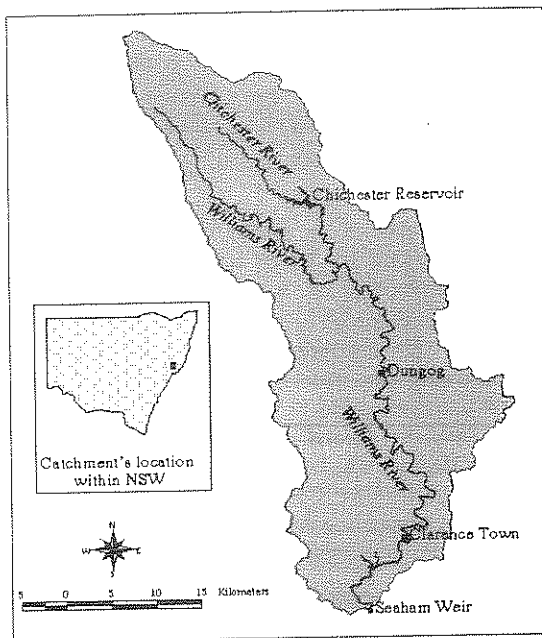 Chichester River
Chichester Reservoir
Williams River
Dungog
Williams River
Catchment's location
within NSW
Clarence Town
N
W E
S
5 0 5 10 15 Kilometers
Seaham Weir